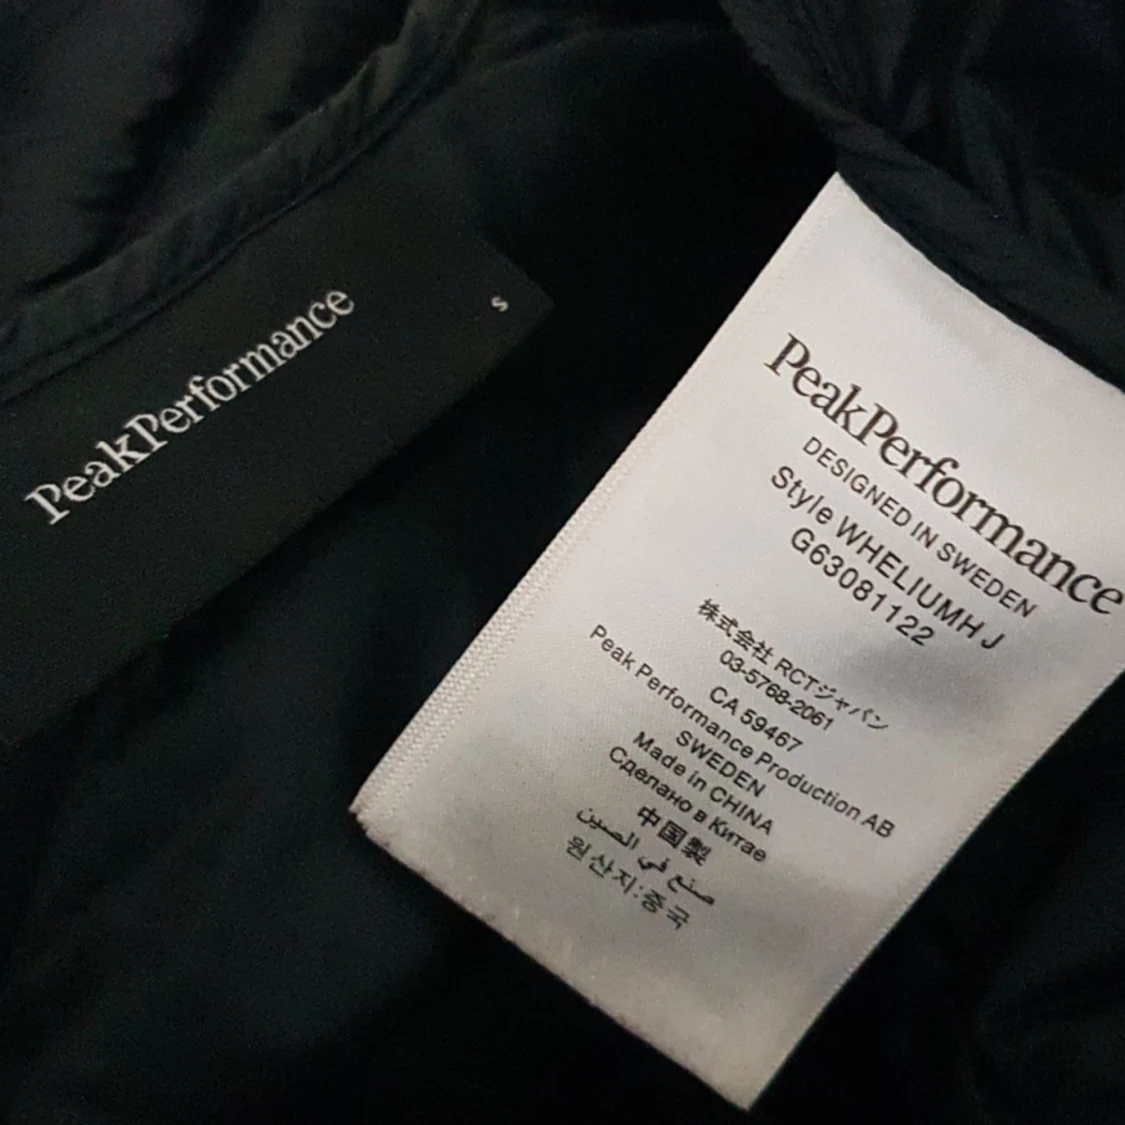 PeakPerformance
S
PeakPerformance
DESIGNED IN SWEDEN
Style WHELIUMH J
G63081122
株式会社 RCTジャパン
03-5768-2061
CA 59467
Peak Performance Production AB
SWEDEN
Made in CHINA
Сделано в Китае
中国製
صنع في الصين
원산지:중국